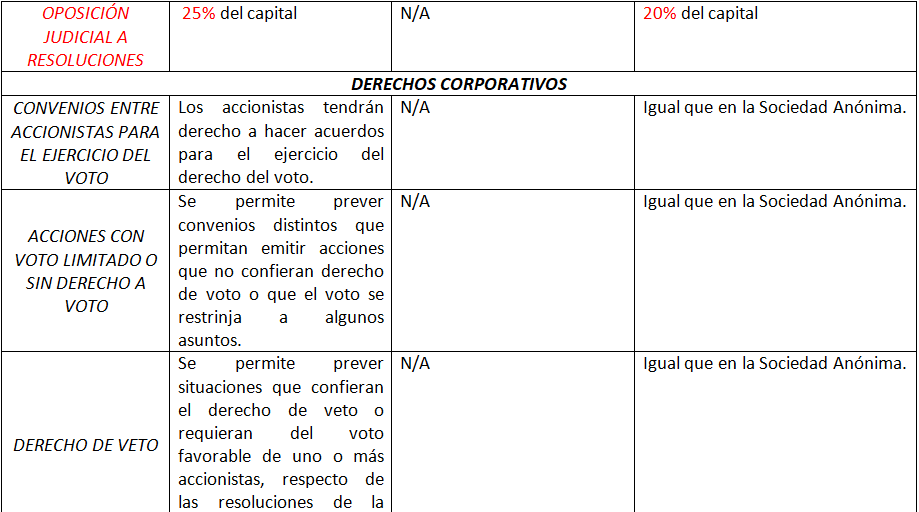 OPOSICIÓN
JUDICIAL A
RESOLUCIONES
25% del capital
N/A
20% del capital
DERECHOS CORPORATIVOS
CONVENIOS ENTRE
ACCIONISTAS PARA
EL EJERCICIO DEL
VOTO
Los accionistas tendrán
derecho a hacer acuerdos
para el ejercicio del
derecho del voto.
N/A
Igual que en la Sociedad Anónima.
ACCIONES CON
VOTO LIMITADO O
SIN DERECHO A
VOTO
Se permite prever
convenios distintos que
permitan emitir acciones
que no confieran derecho
de voto o que el voto se
restrinja a algunos
asuntos.
N/A
Igual que en la Sociedad Anónima.
DERECHO DE VETO
Se permite prever
situaciones que confieran
el derecho de veto o
requieran del voto
favorable de uno o más
accionistas, respecto de
las resoluciones de la
N/A
Igual que en la Sociedad Anónima.